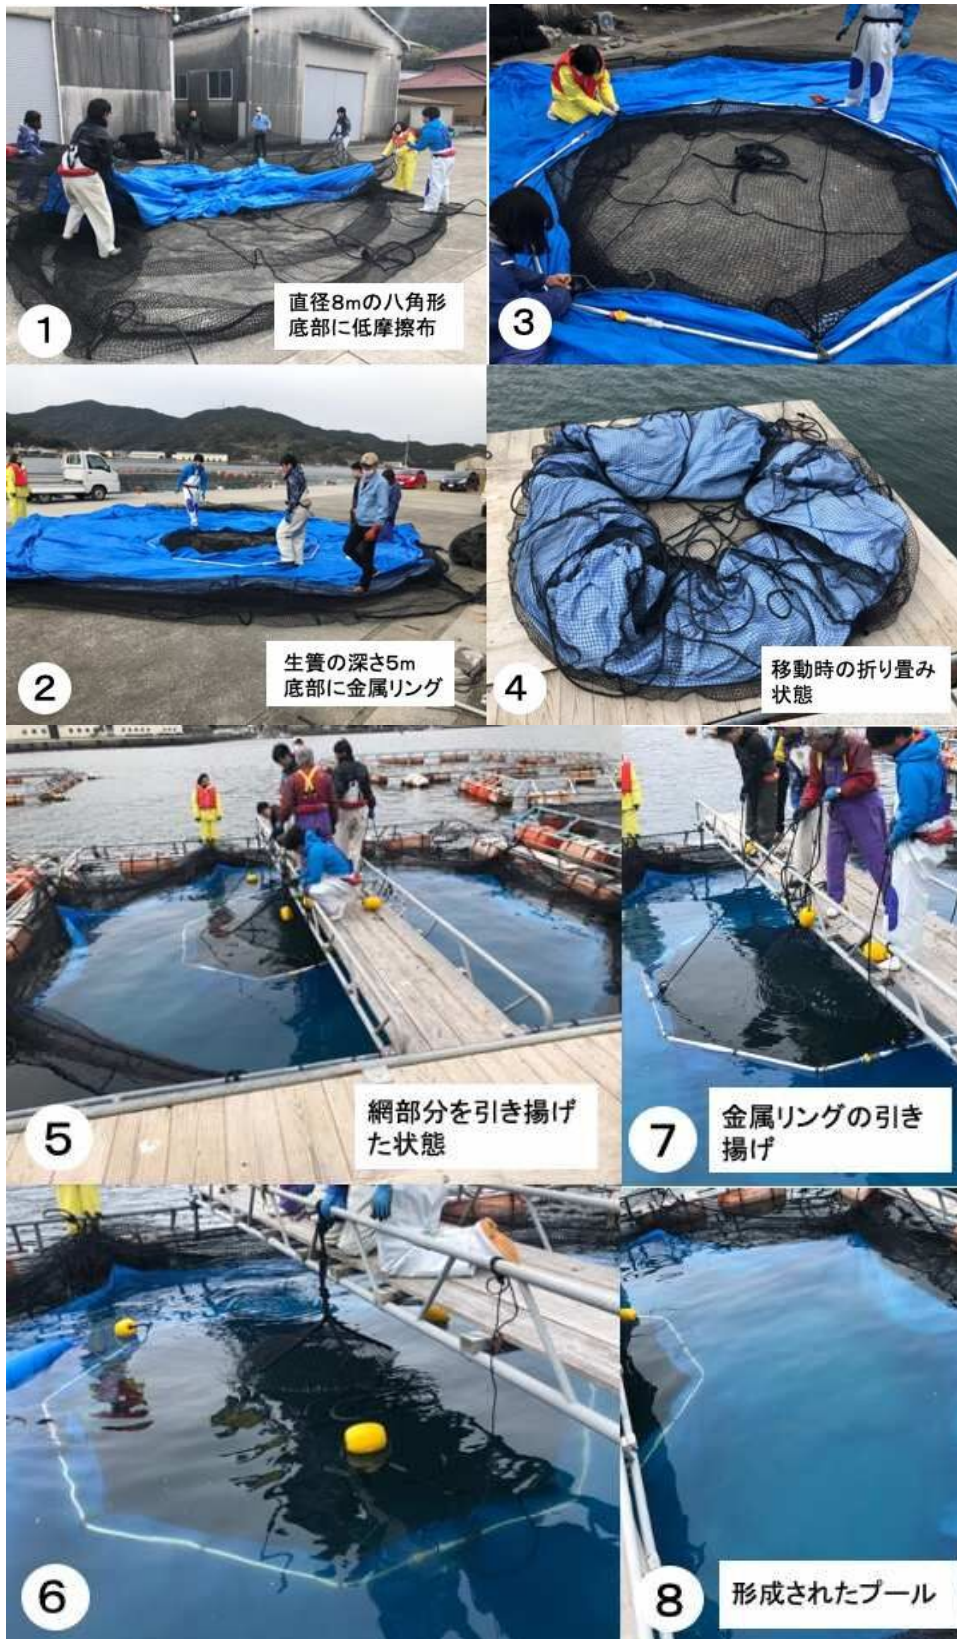 1
直径8mの八角形
底部に低摩擦布
2
生簀の深さ5m
底部に金属リング
3
4
移動時の折り畳み
状態
5
網部分を引き揚げ
た状態
6
7
金属リングの引き
揚げ
8
形成されたプール